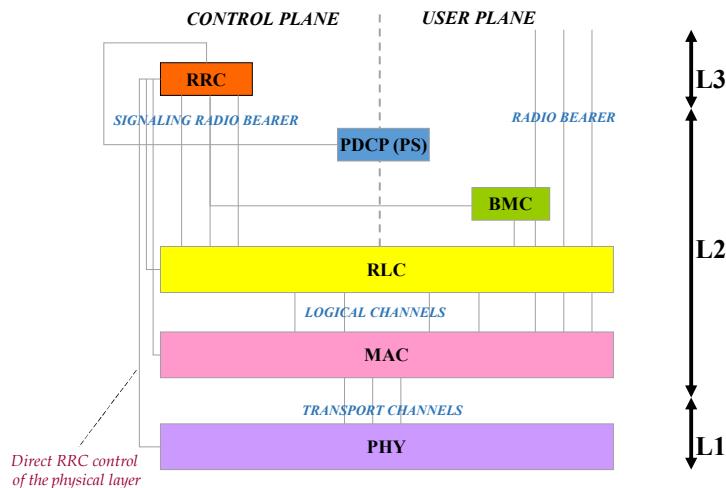 CONTROL PLANE
USER PLANE
RRC
L3
SIGNALING RADIO BEARER
RADIO BEARER
PDCP (PS)
BMC
L2
RLC
LOGICAL CHANNELS
MAC
TRANSPORT CHANNELS
PHY
L1
Direct RRC control
of the physical layer